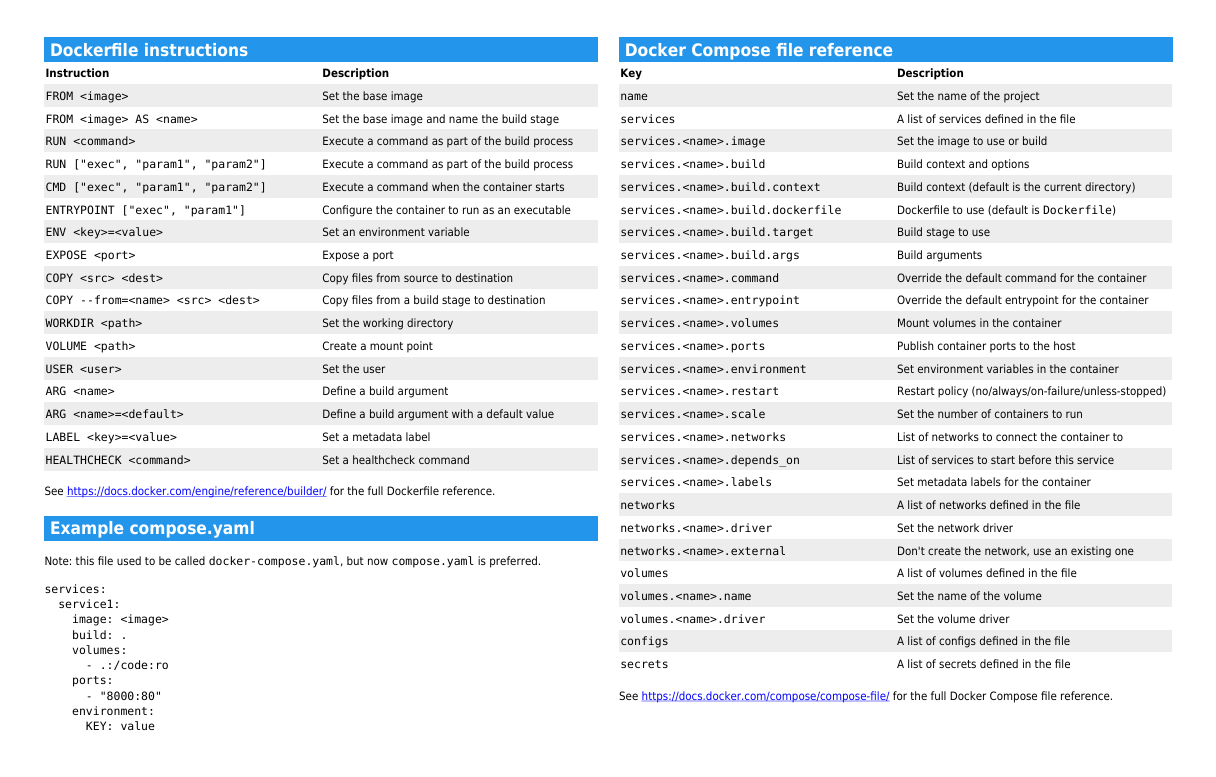 Dockerfile instructions
Instruction Description
FROM <image> Set the base image
FROM <image> AS <name> Set the base image and name the build stage
RUN <command> Execute a command as part of the build process
RUN ["exec", "param1", "param2"] Execute a command as part of the build process
CMD ["exec", "param1", "param2"] Execute a command when the container starts
ENTRYPOINT ["exec", "param1"] Configure the container to run as an executable
ENV <key>=<value> Set an environment variable
EXPOSE <port> Expose a port
COPY <src> <dest> Copy files from source to destination
COPY --from=<name> <src> <dest> Copy files from a build stage to destination
WORKDIR <path> Set the working directory
VOLUME <path> Create a mount point
USER <user> Set the user
ARG <name> Define a build argument
ARG <name>=<default> Define a build argument with a default value
LABEL <key>=<value> Set a metadata label
HEALTHCHECK <command> Set a healthcheck command
See https://docs.docker.com/engine/reference/builder/ for the full Dockerfile reference.
Example compose.yaml
Note: this file used to be called docker-compose.yaml, but now compose.yaml is preferred.
services:
  service1:
    image: <image>
    build: .
    volumes:
      - .:/code:ro
    ports:
      - "8000:80"
    environment:
      KEY: value
Docker Compose file reference
Key Description
name Set the name of the project
services A list of services defined in the file
services.<name>.image Set the image to use or build
services.<name>.build Build context and options
services.<name>.build.context Build context (default is the current directory)
services.<name>.build.dockerfile Dockerfile to use (default is Dockerfile)
services.<name>.build.target Build stage to use
services.<name>.build.args Build arguments
services.<name>.command Override the default command for the container
services.<name>.entrypoint Override the default entrypoint for the container
services.<name>.volumes Mount volumes in the container
services.<name>.ports Publish container ports to the host
services.<name>.environment Set environment variables in the container
services.<name>.restart Restart policy (no/always/on-failure/unless-stopped)
services.<name>.scale Set the number of containers to run
services.<name>.networks List of networks to connect the container to
services.<name>.depends_on List of services to start before this service
services.<name>.labels Set metadata labels for the container
networks A list of networks defined in the file
networks.<name>.driver Set the network driver
networks.<name>.external Don't create the network, use an existing one
volumes A list of volumes defined in the file
volumes.<name>.name Set the name of the volume
volumes.<name>.driver Set the volume driver
configs A list of configs defined in the file
secrets A list of secrets defined in the file
See https://docs.docker.com/compose/compose-file/ for the full Docker Compose file reference.